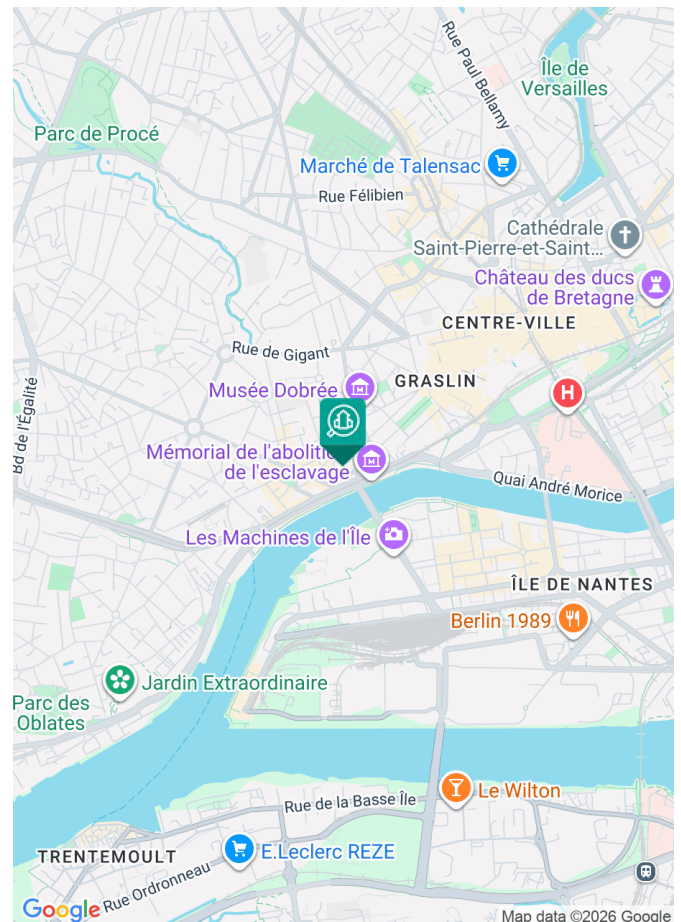 Rue Paul Bellamy
Île de
Versailles
Parc de Procé
Marché de Talensac
Rue Félibien
Cathédrale
Saint-Pierre-et-Saint...
Château des ducs
de Bretagne
CENTRE-VILLE
Rue de Gigant
GRASLIN
Musée Dobrée
Bd de l'Égalité
H
Mémorial de l'abolitio
de l'esclavage
Quai André Morice
Les Machines de l'Île
ÎLE DE NANTES
Berlin 1989
Jardin Extraordinaire
Parc des
Oblates
Le Wilton
Rue de la Basse Île
E.Leclerc REZE
TRENTEMOULT
Rue Ordronneau
Google
Map data ©2026 Google